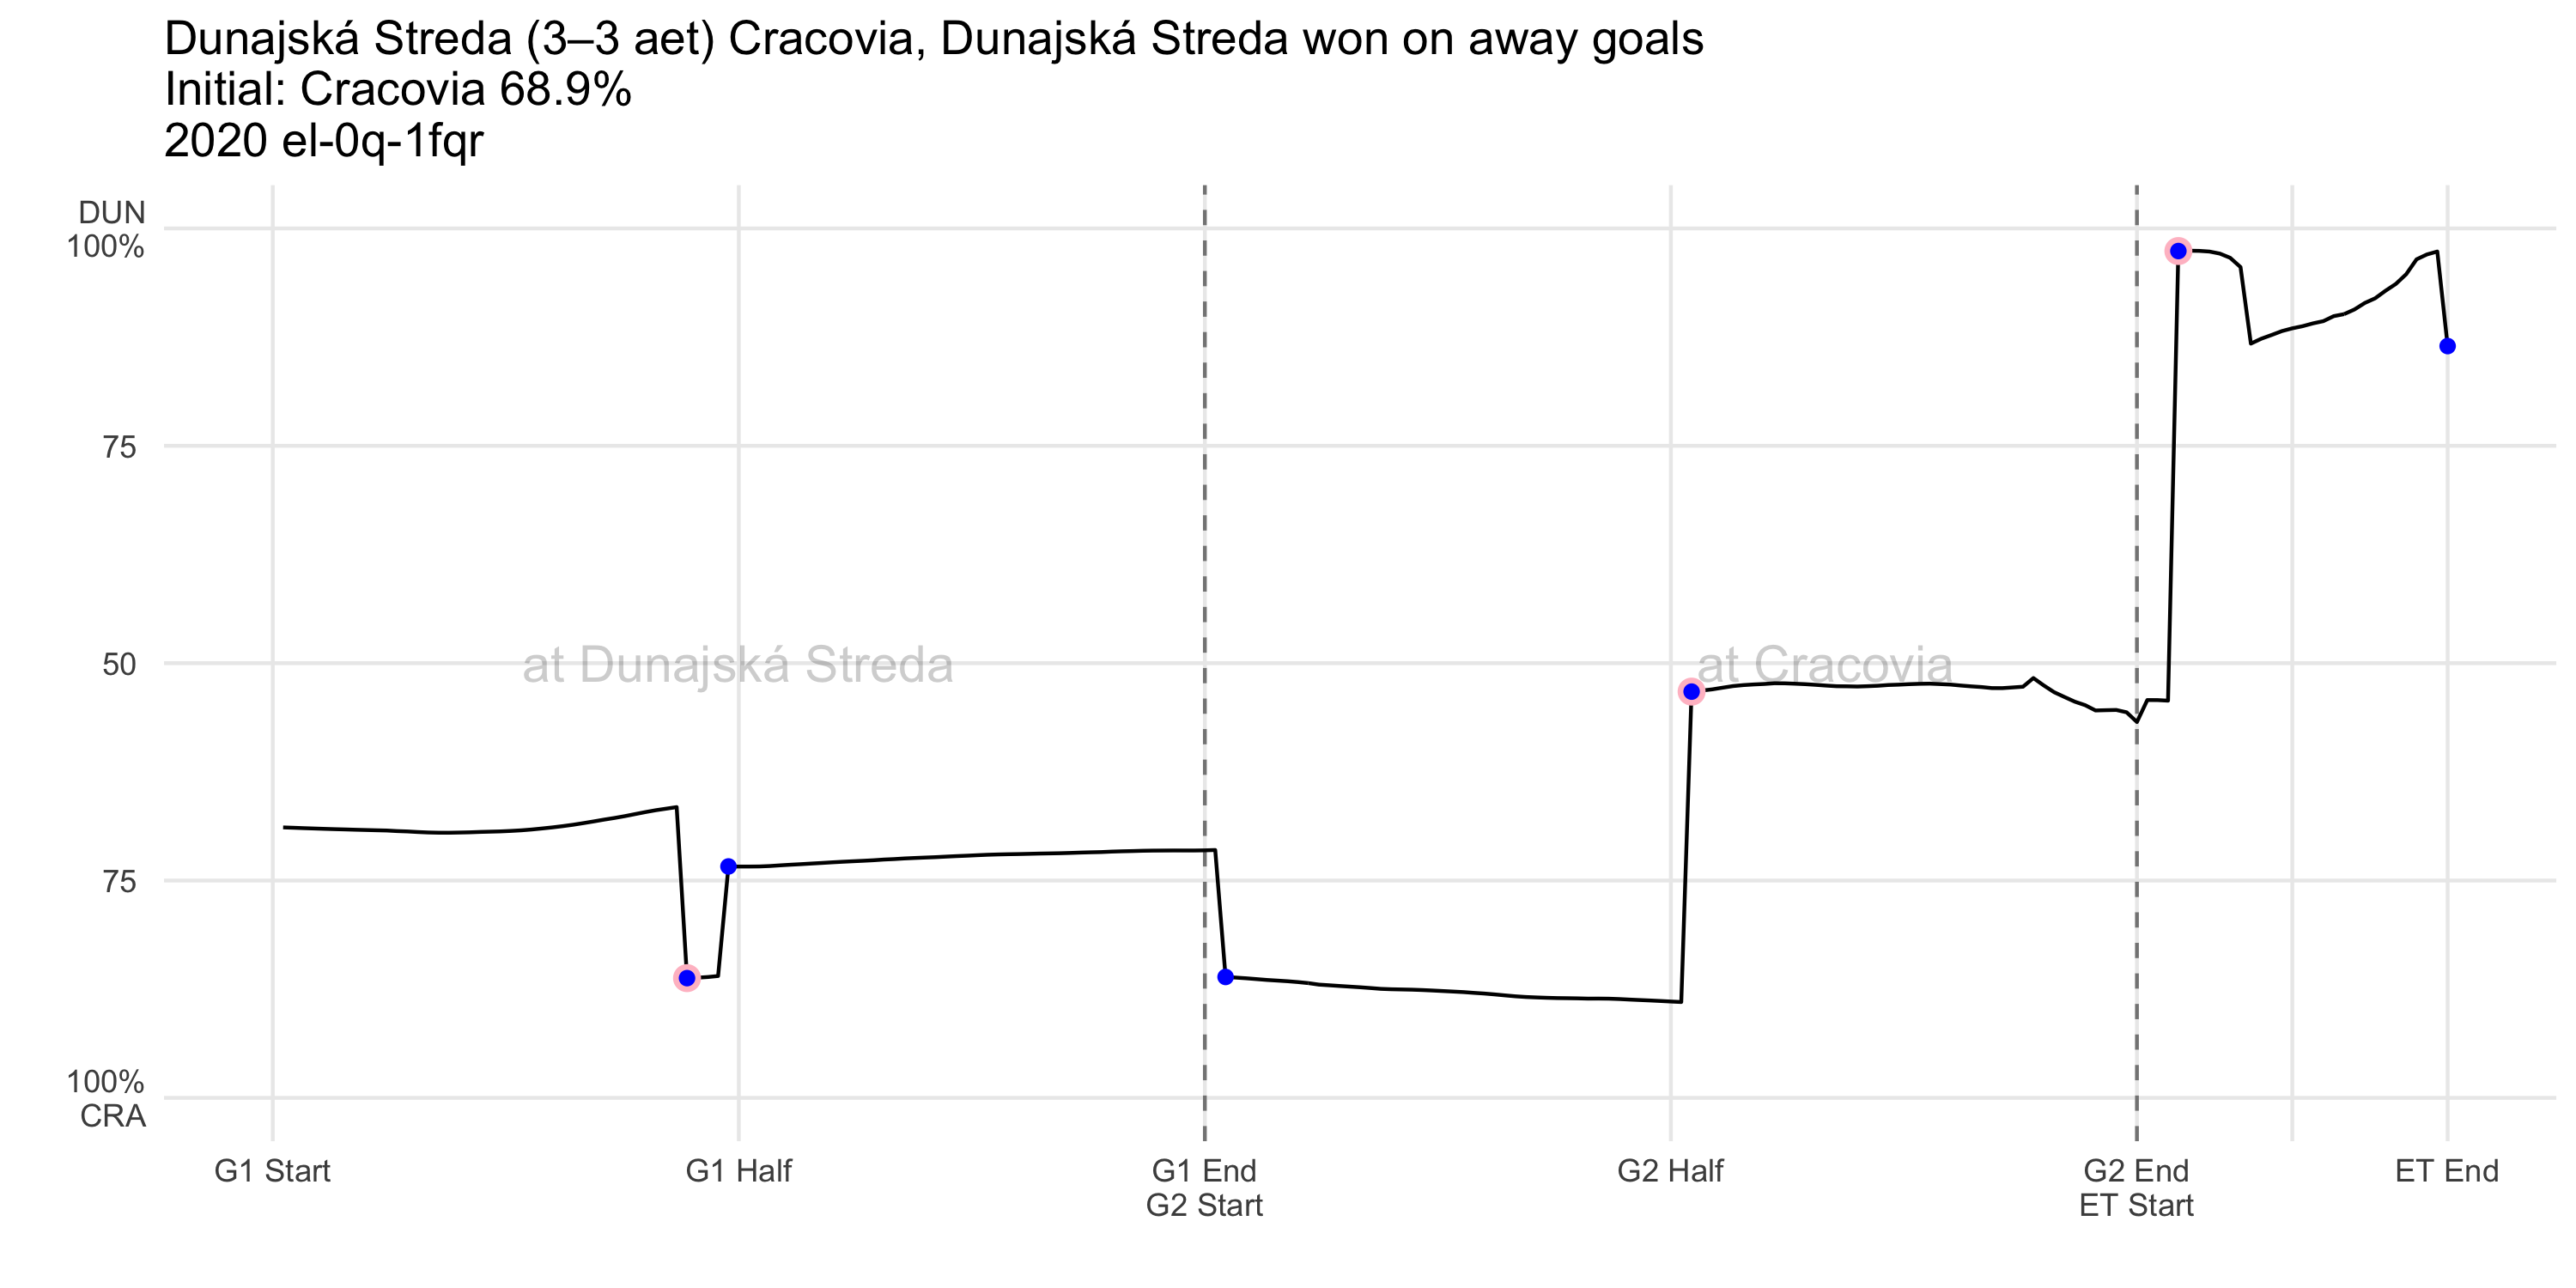 Dunajská Streda (3–3 aet) Cracovia, Dunajská Streda won on away goals
Initial: Cracovia 68.9%
2020 el-0q-1fqr
DUN
100%
75
50
75
100%
CRA
at Dunajská Streda
at Cracovia
G1 Start
G1 Half
G1 End
G2 Start
G2 Half
G2 End
ET Start
ET End